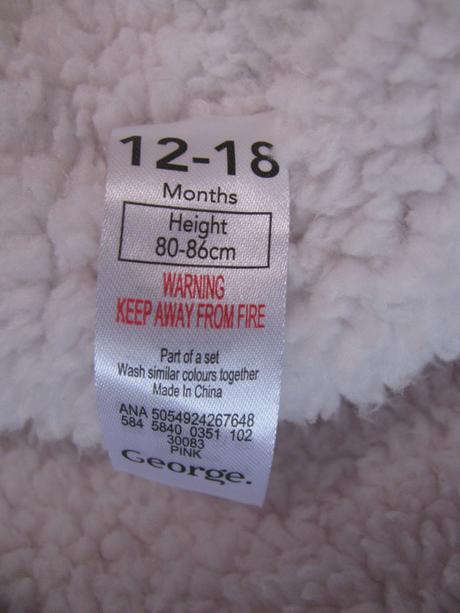 12-18
Months
Height
80-86cm
WARNING
KEEP AWAY FROM FIRE
Part of a set
Wash similar colours together
Made In China
ANA 5054924267648
584 5840 0351 102
30083
PINK
George.